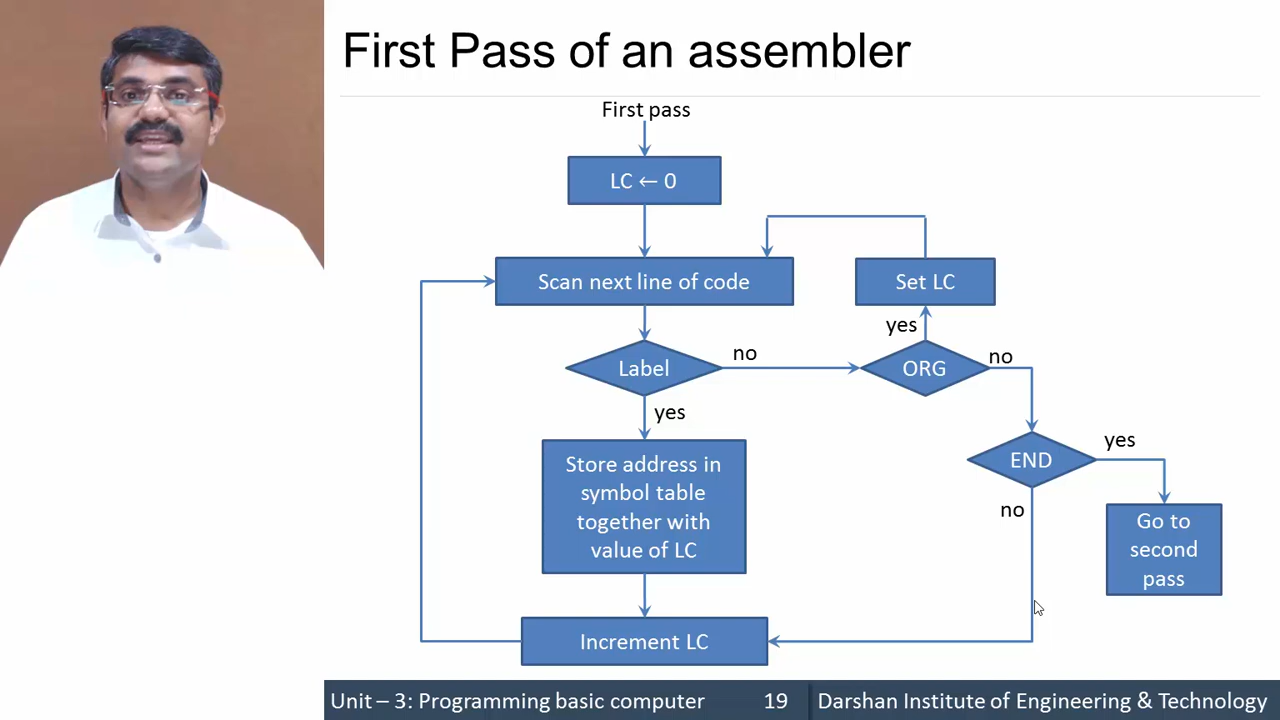 First Pass of an assembler
First pass
LC ← 0
Scan next line of code
Set LC
yes
Label
no
ORG
no
yes
END
yes
Store address in
symbol table
together with
value of LC
no
Go to
second
pass
Increment LC
Unit – 3: Programming basic computer 19 Darshan Institute of Engineering & Technology